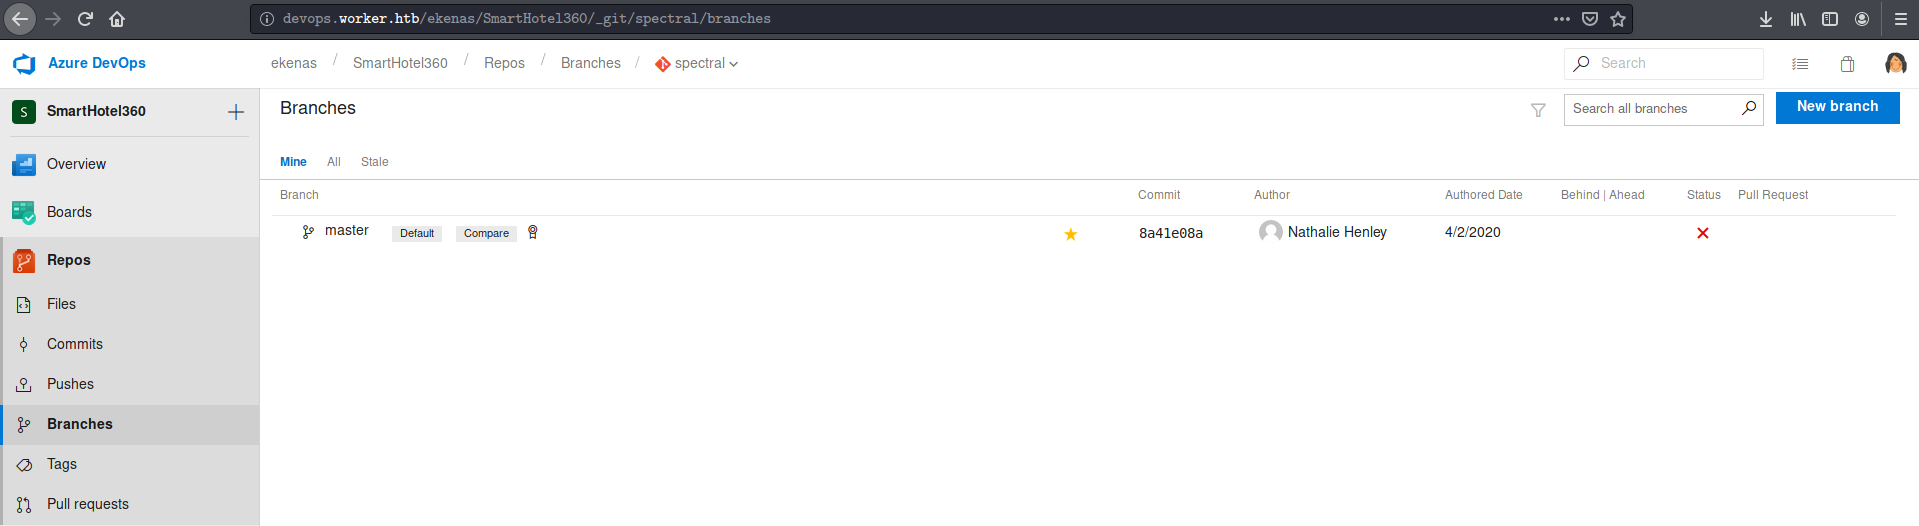 devops.worker.htb/ekenas/SmartHotel360/_git/spectral/branches
Azure DevOps
ekenas / SmartHotel360 / Repos / Branches / spectral
Search
S SmartHotel360
Branches
Search all branches
New branch
Mine All Stale
Overview
Branch Commit Author Authored Date Behind | Ahead Status Pull Request
Boards
master Default Compare 8a41e08a Nathalie Henley 4/2/2020
Repos
Files
Commits
Pushes
Branches
Tags
Pull requests